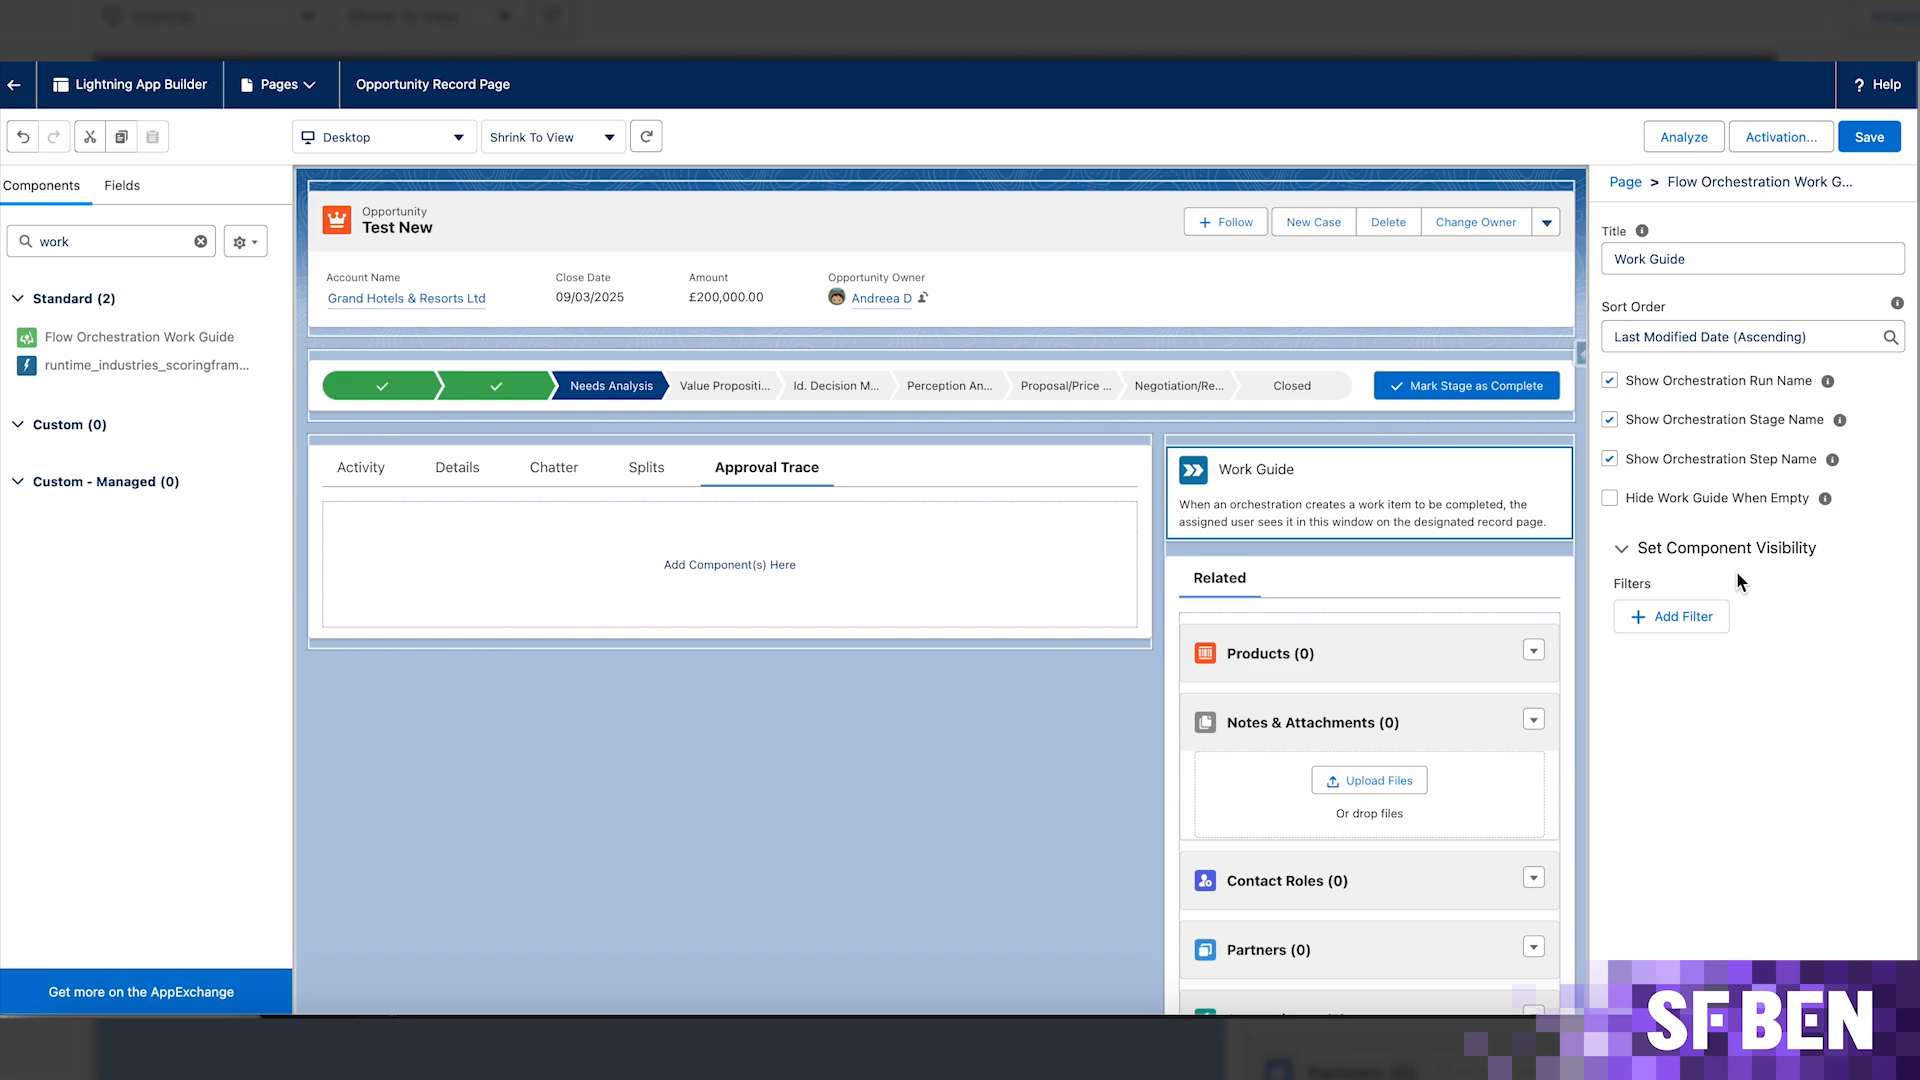 Lightning App Builder
Pages
Opportunity Record Page
? Help
Desktop
Shrink To View
Analyze
Activation...
Save
Components
Fields
work
Standard (2)
Flow Orchestration Work Guide
runtime_industries_scoringfram...
Custom (0)
Custom - Managed (0)
Get more on the AppExchange
Opportunity
Test New
Follow
New Case
Delete
Change Owner
Account Name
Grand Hotels & Resorts Ltd
Close Date
09/03/2025
Amount
£200,000.00
Opportunity Owner
Andreea D
Needs Analysis
Value Propositi...
Id. Decision M...
Perception An...
Proposal/Price ...
Negotiation/Re...
Closed
Mark Stage as Complete
Activity
Details
Chatter
Splits
Approval Trace
Add Component(s) Here
Work Guide
When an orchestration creates a work item to be completed, the
assigned user sees it in this window on the designated record page.
Related
Products (0)
Notes & Attachments (0)
Upload Files
Or drop files
Contact Roles (0)
Partners (0)
Page > Flow Orchestration Work G...
Title
Work Guide
Sort Order
Last Modified Date (Ascending)
Show Orchestration Run Name
Show Orchestration Stage Name
Show Orchestration Step Name
Hide Work Guide When Empty
Set Component Visibility
Filters
Add Filter
SF BEN